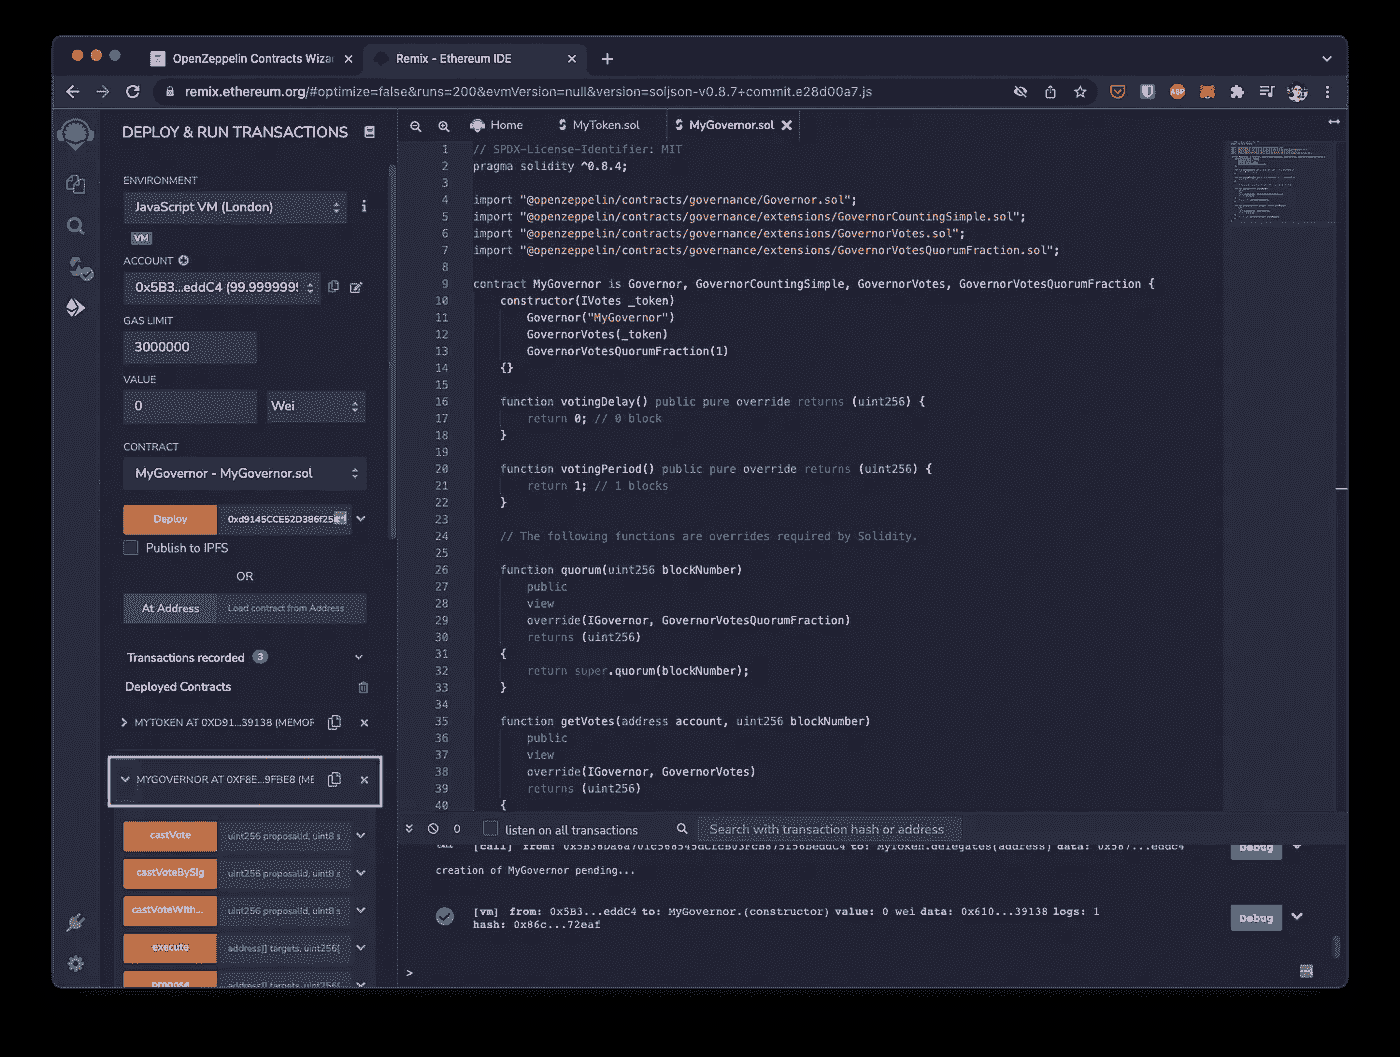 OpenZeppelin Contracts Wiza
Remix - Ethereum IDE
remix.ethereum.org/#optimize=false&runs=200&evmVersion=null&version=soljson-v0.8.7+commit.e28d00a7.js
ABP
DEPLOY & RUN TRANSACTIONS
ENVIRONMENT
JavaScript VM (London)
VM
ACCOUNT
0x5B3...eddC4 (99.9999999
GAS LIMIT
3000000
VALUE
0 Wei
CONTRACT
MyGovernor - MyGovernor.sol
Deploy 0xd9145CCE52D386f25
Publish to IPFS
OR
At Address Load contract from Address
Transactions recorded 3
Deployed Contracts
MYTOKEN AT 0XD91...39138 (MEMOR
MYGOVERNOR AT 0XF8E...9FBE8 (ME
castVote uint256 proposalId, uint8 s
castVoteBySig uint256 proposalId, uint8 s
castVoteWith... uint256 proposalId, uint8 s
execute address[] targets, uint256[
propose address[] targets, uint256[
Home MyToken.sol MyGovernor.sol
1 // SPDX-License-Identifier: MIT
2 pragma solidity ^0.8.4;
3
4 import "@openzeppelin/contracts/governance/Governor.sol";
5 import "@openzeppelin/contracts/governance/extensions/GovernorCountingSimple.sol";
6 import "@openzeppelin/contracts/governance/extensions/GovernorVotes.sol";
7 import "@openzeppelin/contracts/governance/extensions/GovernorVotesQuorumFraction.sol";
8
9 contract MyGovernor is Governor, GovernorCountingSimple, GovernorVotes, GovernorVotesQuorumFraction {
10 constructor(IVotes _token)
11 Governor("MyGovernor")
12 GovernorVotes(_token)
13 GovernorVotesQuorumFraction(1)
14 {}
15
16 function votingDelay() public pure override returns (uint256) {
17 return 0; // 0 block
18 }
19
20 function votingPeriod() public pure override returns (uint256) {
21 return 1; // 1 blocks
22 }
23
24 // The following functions are overrides required by Solidity.
25
26 function quorum(uint256 blockNumber)
27 public
28 view
29 override(IGovernor, GovernorVotesQuorumFraction)
30 returns (uint256)
31 {
32 return super.quorum(blockNumber);
33 }
34
35 function getVotes(address account, uint256 blockNumber)
36 public
37 view
38 override(IGovernor, GovernorVotes)
39 returns (uint256)
40 {
0 listen on all transactions Search with transaction hash or address
[call] from: to: MyToken.delegates(address) data: 0x587...eddC4 Debug
creation of MyGovernor pending...
[vm] from: 0x5B3...eddC4 to: MyGovernor.(constructor) value: 0 wei data: 0x610...39138 logs: 1 Debug
hash: 0x86c...72eaf
>